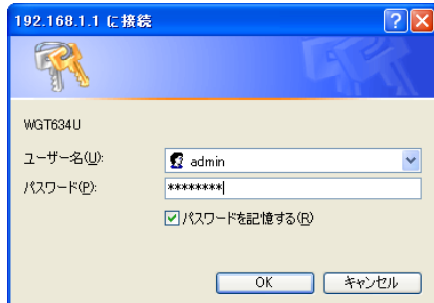 192.168.1.1 に接続
WGT634U
ユーザー名(U):
admin
パスワード(P):
********
パスワードを記憶する(R)
OK
キャンセル